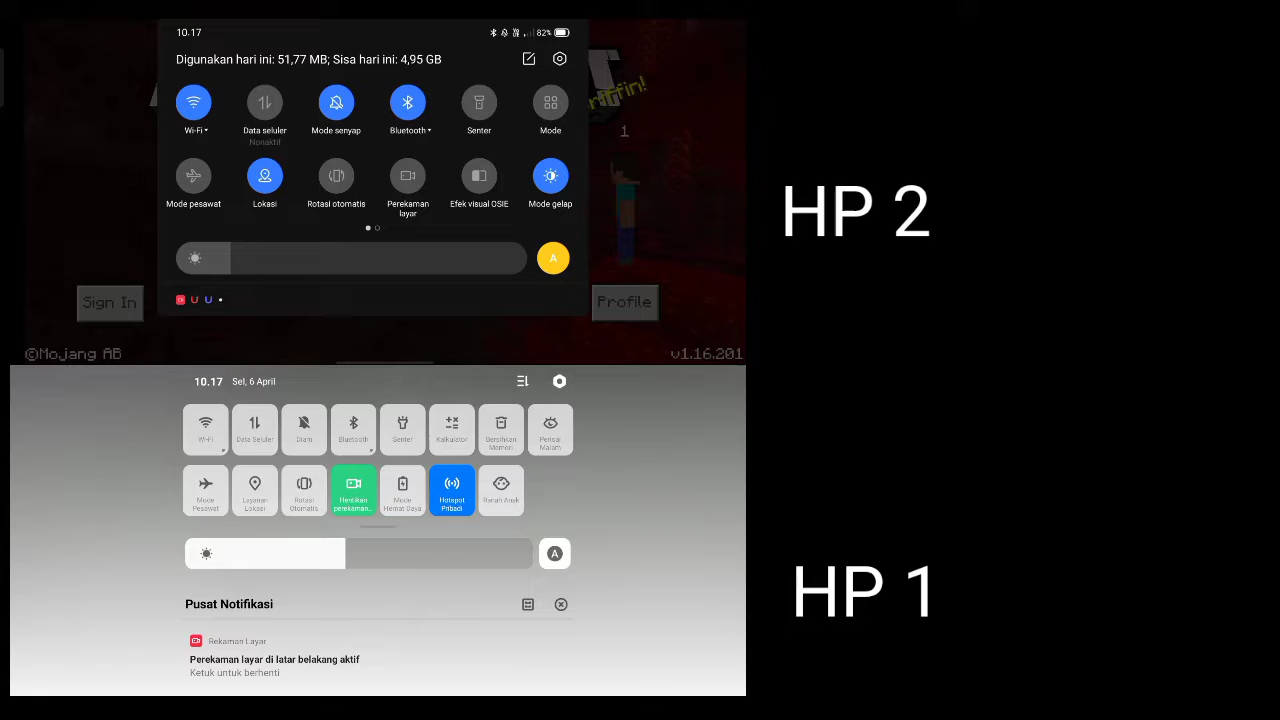 10.17
82%
Digunakan hari ini: 51,77 MB; Sisa hari ini: 4,95 GB
Wi-Fi
Data seluler
Nonaktif
Mode senyap
Bluetooth
Senter
Mode
1
Mode pesawat
Lokasi
Rotasi otomatis
Perekaman
layar
Efek visual OSIE
Mode gelap
A
Sign In
Profile
©Mojang AB
v1.16.201
HP 2
10.17 Sel, 6 April
Wi-Fi
Data Seluler
Diam
Bluetooth
Senter
Kalkulator
Bersihkan
Memori
Perisai
Malam
Mode
Pesawat
Layanan
Lokasi
Rotasi
Otomatis
Hentikan
perekaman...
Mode
Hemat Daya
Hotspot
Pribadi
Ranah Anak
A
Pusat Notifikasi
Rekaman Layar
Perekaman layar di latar belakang aktif
Ketuk untuk berhenti
HP 1